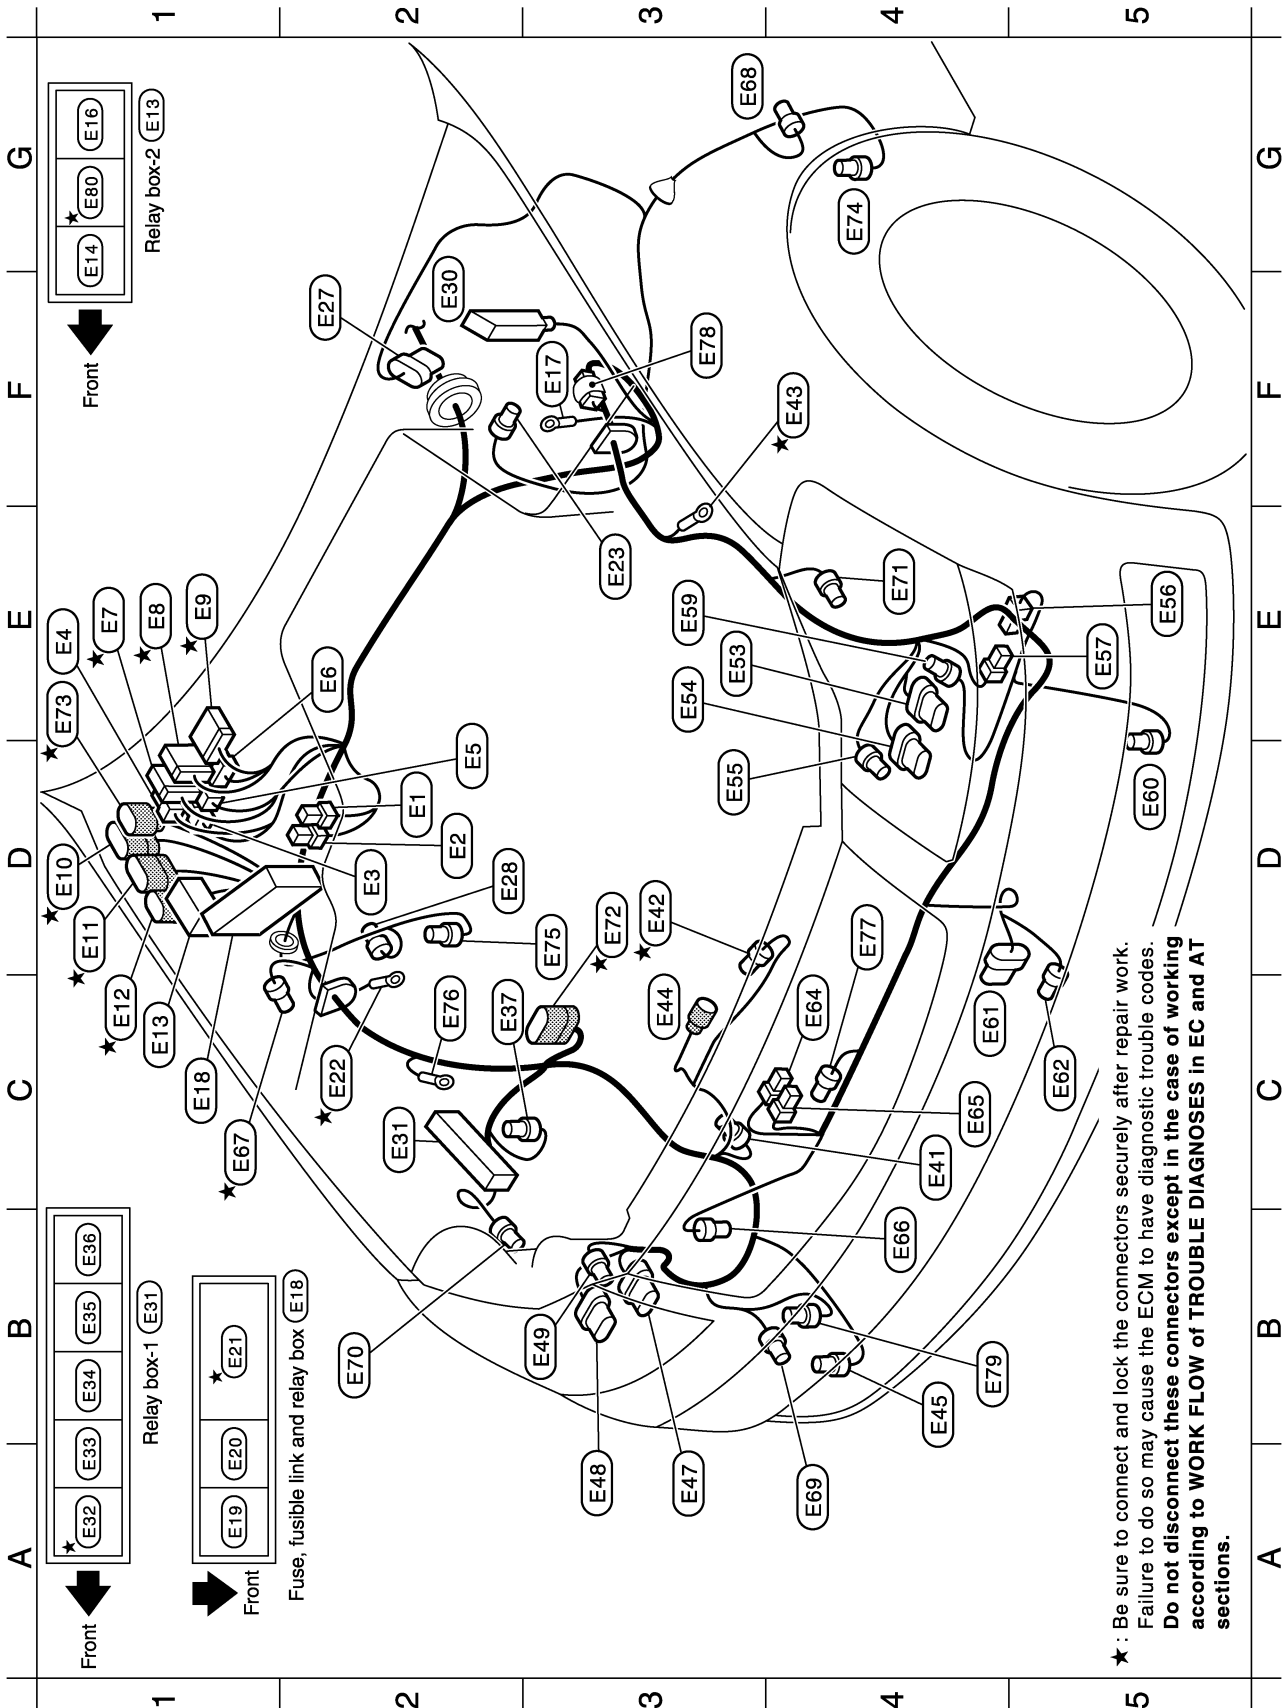 1 2 3 4 5
G
F
E
D
C
B
A
E32 E33 E34 E35 E36
★
Front
Relay box-1 E31
E19 E20 E21
★
Front
Fuse, fusible link and relay box E18
E14 E80 E16
★
Front
Relay box-2 E13
★ E67
E18
E13
★ E12
★ E11
★ E10
★ E73
E4
★ E7
★ E8
★ E9
E6
E27
E70
E31
★ E22
E76
E3
E28
E2
E1
E5
E30
E49
E48
E47
E37
E75
★ E72
★ E42
E44
E23
E17
E78
E68
E69
E45
E79
E66
E41
E65
E64
E77
E55
E54
E53
E59
E71
★ E43
E74
E62
E61
E60
E57
E56
★ : Be sure to connect and lock the connectors securely after repair work.
Failure to do so may cause the ECM to have diagnostic trouble codes.
Do not disconnect these connectors except in the case of working
according to WORK FLOW of TROUBLE DIAGNOSES in EC and AT
sections.
G
F
E
D
C
B
A
1 2 3 4 5